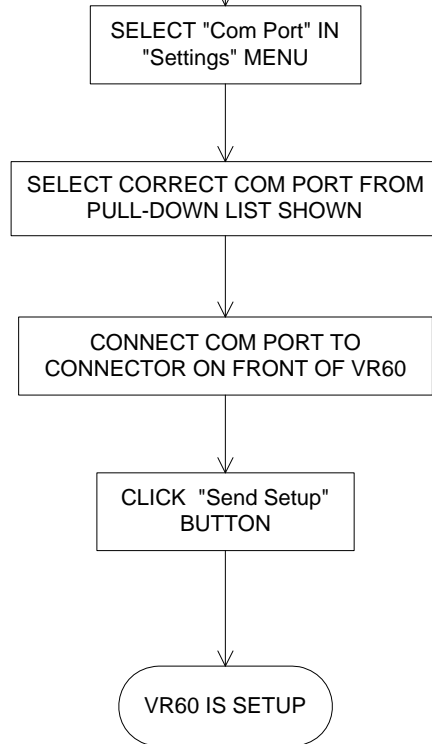 SELECT "Com Port" IN
"Settings" MENU
SELECT CORRECT COM PORT FROM
PULL-DOWN LIST SHOWN
CONNECT COM PORT TO
CONNECTOR ON FRONT OF VR60
CLICK "Send Setup"
BUTTON
VR60 IS SETUP